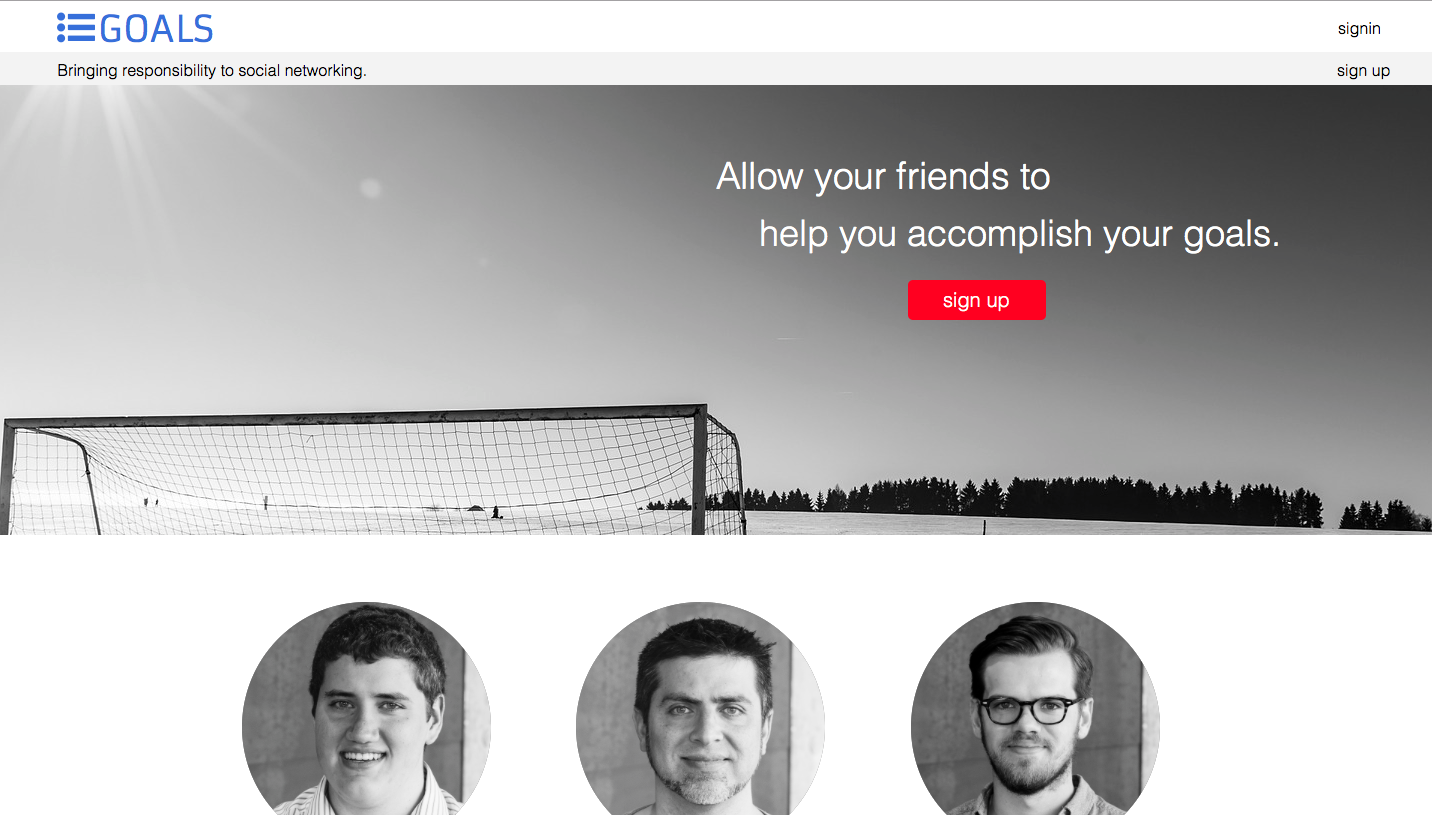 GOALS
signin
Bringing responsibility to social networking.
sign up
Allow your friends to
help you accomplish your goals.
sign up